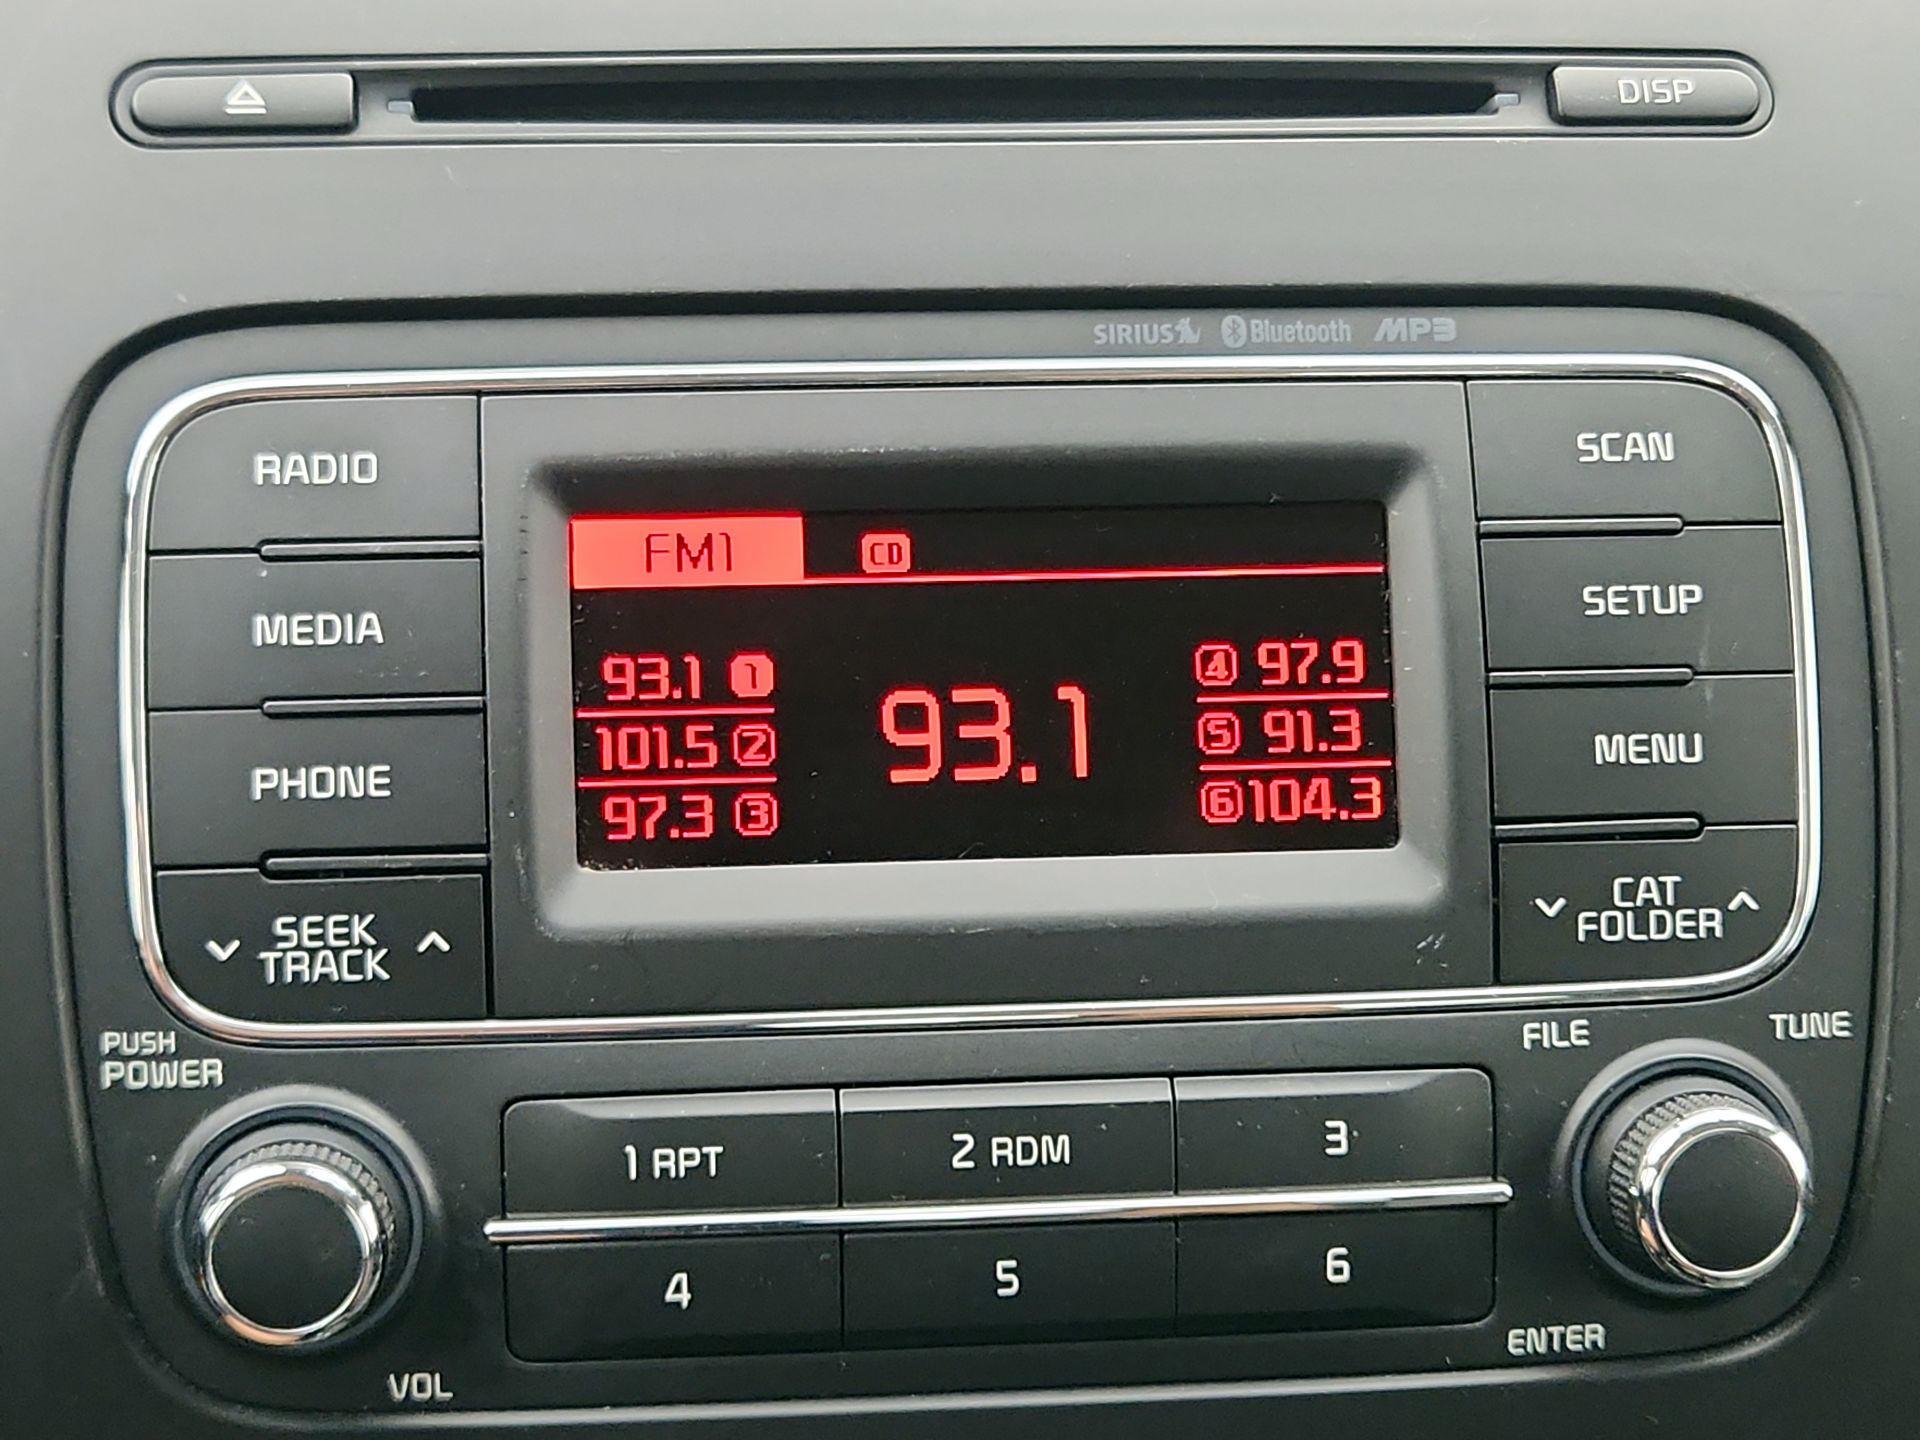 DISP
SIRIUS Bluetooth MP3
RADIO
MEDIA
PHONE
SEEK
TRACK
FM1 CD
93.1 1
101.5 2
97.3 3
93.1
4 97.9
5 91.3
6 104.3
SCAN
SETUP
MENU
CAT
FOLDER
PUSH
POWER
VOL
1 RPT
2 RDM
3
4
5
6
FILE
TUNE
ENTER